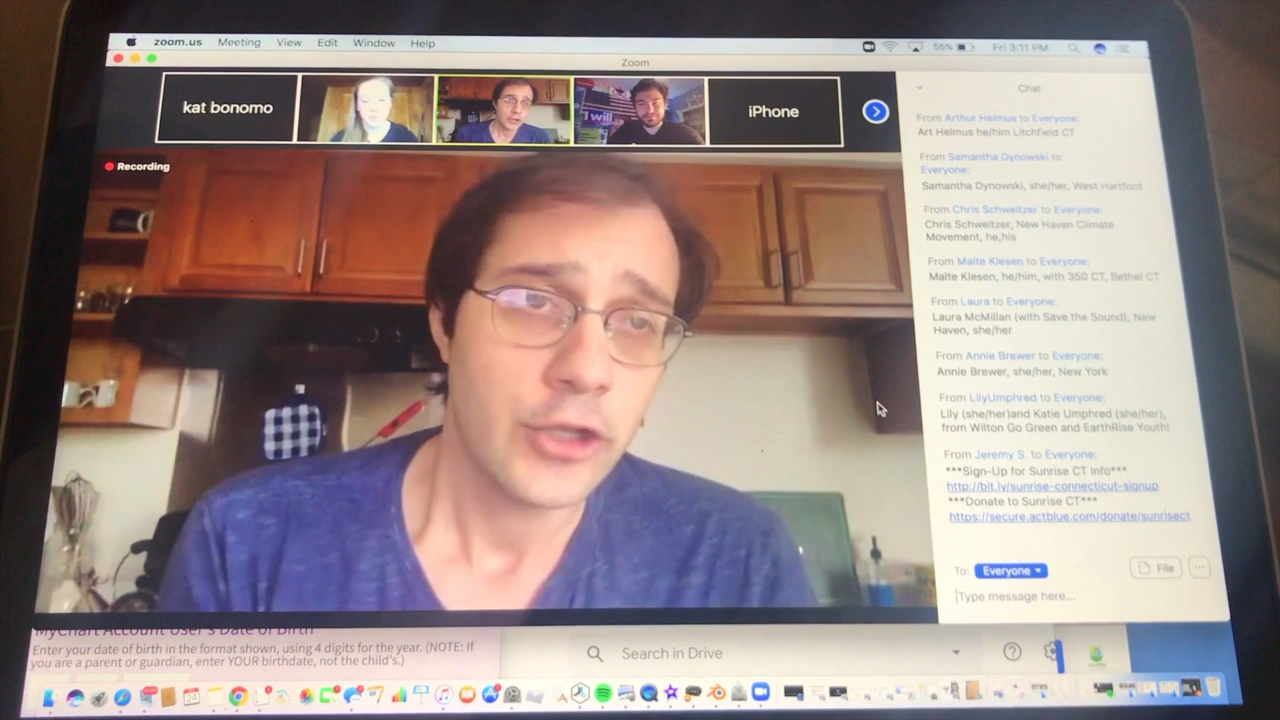 zoom.us Meeting View Edit Window Help
55% Fri 3:11 PM
Zoom
kat bonomo
I will
iPhone
Recording
Chat
From Arthur Helmus to Everyone:
Art Helmus he/him Litchfield CT
From Samantha Dynowski to
Everyone:
Samantha Dynowski, she/her, West Hartford
From Chris Schweitzer to Everyone:
Chris Schweitzer, New Haven Climate
Movement, he,his
From Malte Klesen to Everyone:
Malte Klesen, he/him, with 350 CT, Bethel CT
From Laura to Everyone:
Laura McMillan (with Save the Sound), New
Haven, she/her
From Annie Brewer to Everyone:
Annie Brewer, she/her, New York
From LilyUmphred to Everyone:
Lily (she/her)and Katie Umphred (she/her),
from Wilton Go Green and EarthRise Youth!
From Jeremy S. to Everyone:
***Sign-Up for Sunrise CT Info***
http://bit.ly/sunrise-connecticut-signup
***Donate to Sunrise CT***
https://secure.actblue.com/donate/sunrisect
To: Everyone
File
Type message here...
MyChart Account User's Date of Birth
Enter your date of birth in the format shown, using 4 digits for the year. (NOTE: If
you are a parent or guardian, enter YOUR birthdate, not the child's.)
Search in Drive